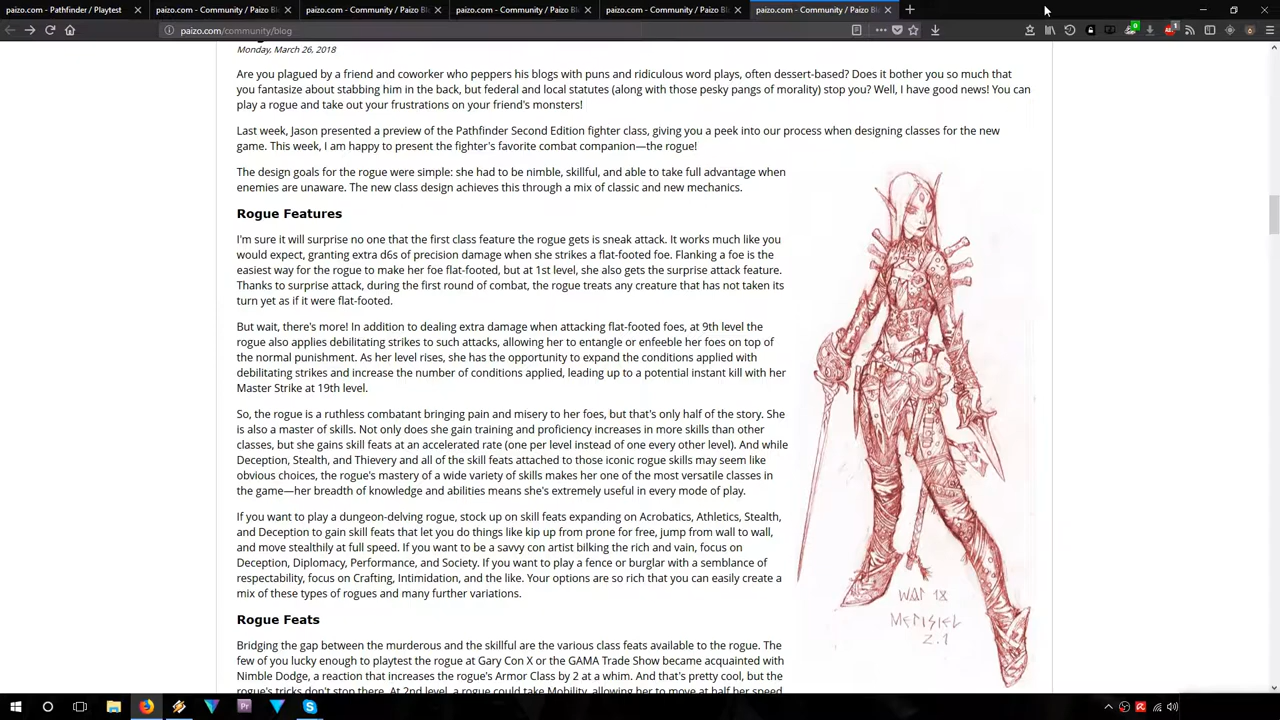 paizo.com - Pathfinder / Playtest
paizo.com - Community / Paizo Bl
paizo.com - Community / Paizo Bl
paizo.com - Community / Paizo Bl
paizo.com - Community / Paizo Bl
paizo.com - Community / Paizo Bl
paizo.com/community/blog
Monday, March 26, 2018
Are you plagued by a friend and coworker who peppers his blogs with puns and ridiculous word plays, often dessert-based? Does it bother you so much that
you fantasize about stabbing him in the back, but federal and local statutes (along with those pesky pangs of morality) stop you? Well, I have good news! You can
play a rogue and take out your frustrations on your friend's monsters!
Last week, Jason presented a preview of the Pathfinder Second Edition fighter class, giving you a peek into our process when designing classes for the new
game. This week, I am happy to present the fighter's favorite combat companion—the rogue!
The design goals for the rogue were simple: she had to be nimble, skillful, and able to take full advantage when
enemies are unaware. The new class design achieves this through a mix of classic and new mechanics.
Rogue Features
I'm sure it will surprise no one that the first class feature the rogue gets is sneak attack. It works much like you
would expect, granting extra d6s of precision damage when she strikes a flat-footed foe. Flanking a foe is the
easiest way for the rogue to make her foe flat-footed, but at 1st level, she also gets the surprise attack feature.
Thanks to surprise attack, during the first round of combat, the rogue treats any creature that has not taken its
turn yet as if it were flat-footed.
But wait, there's more! In addition to dealing extra damage when attacking flat-footed foes, at 9th level the
rogue also applies debilitating strikes to such attacks, allowing her to entangle or enfeeble her foes on top of
the normal punishment. As her level rises, she has the opportunity to expand the conditions applied with
debilitating strikes and increase the number of conditions applied, leading up to a potential instant kill with her
Master Strike at 19th level.
So, the rogue is a ruthless combatant bringing pain and misery to her foes, but that's only half of the story. She
is also a master of skills. Not only does she gain training and proficiency increases in more skills than other
classes, but she gains skill feats at an accelerated rate (one per level instead of one every other level). And while
Deception, Stealth, and Thievery and all of the skill feats attached to those iconic rogue skills may seem like
obvious choices, the rogue's mastery of a wide variety of skills makes her one of the most versatile classes in
the game—her breadth of knowledge and abilities means she's extremely useful in every mode of play.
If you want to play a dungeon-delving rogue, stock up on skill feats expanding on Acrobatics, Athletics, Stealth,
and Deception to gain skill feats that let you do things like kip up from prone for free, jump from wall to wall,
and move stealthily at full speed. If you want to be a savvy con artist bilking the rich and vain, focus on
Deception, Diplomacy, Performance, and Society. If you want to play a fence or burglar with a semblance of
respectability, focus on Crafting, Intimidation, and the like. Your options are so rich that you can easily create a
mix of these types of rogues and many further variations.
WAR 18
MERISIEL
2.1
Rogue Feats
Bridging the gap between the murderous and the skillful are the various class feats available to the rogue. The
few of you lucky enough to playtest the rogue at Gary Con X or the GAMA Trade Show became acquainted with
Nimble Dodge, a reaction that increases the rogue's Armor Class by 2 at a whim. And that's pretty cool, but the
rogue's tricks don't stop there. At 2nd level, a rogue could take Mobility, allowing her to move at half her speed